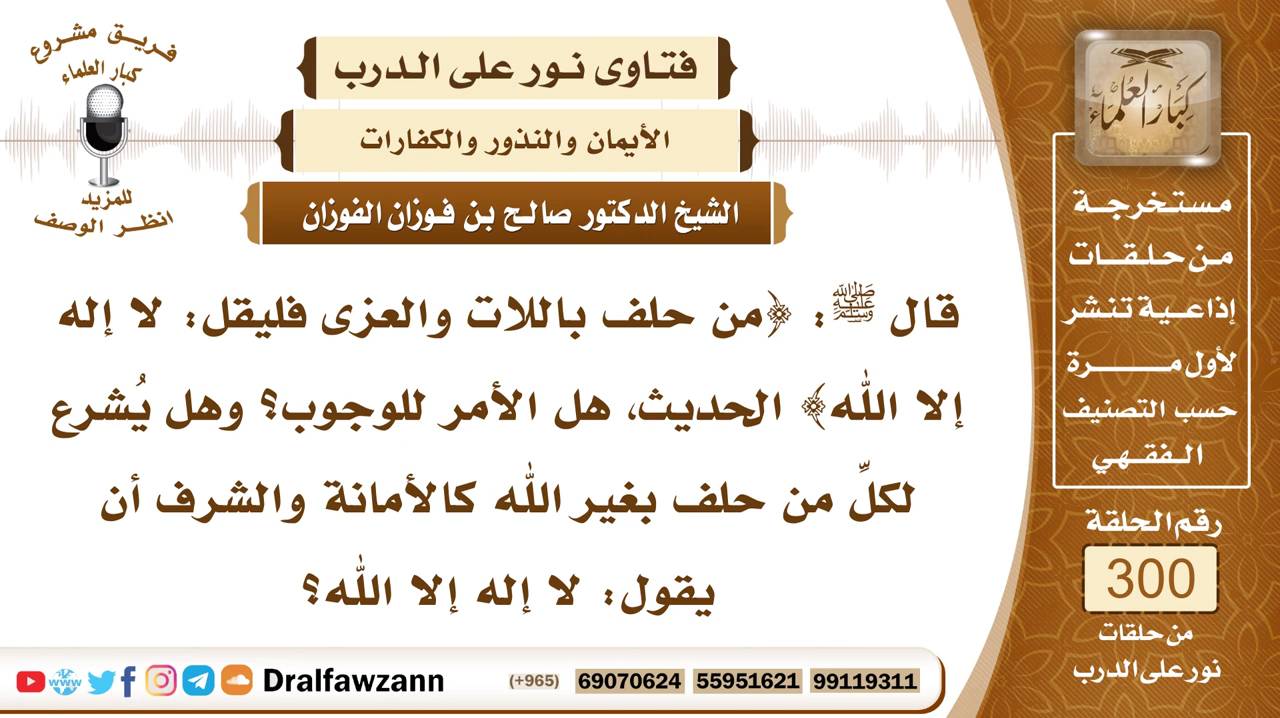 فريق مشروع
كبار العلماء
للمزيد
انظر الوصف
فتاوى نور على الدرب
الأيمان والنذور والكفارات
الشيخ الدكتور صالح بن فوزان الفوزان
قال ﷺ: ﴿من حلف باللات والعزى فليقل: لا إله
إلا الله﴾ الحديث، هل الأمر للوجوب؟ وهل يُشرع
لكلِّ من حلف بغير الله كالأمانة والشرف أن
يقول: لا إله إلا الله؟
كبار العلماء
مستخرجة
من حلقات
إذاعية تنشر
لأول مرة
حسب التصنيف
الفقهي
رقم الحلقة
300
من حلقات
نور على الدرب
www Dralfawzann (+965) 69070624 55951621 99119311